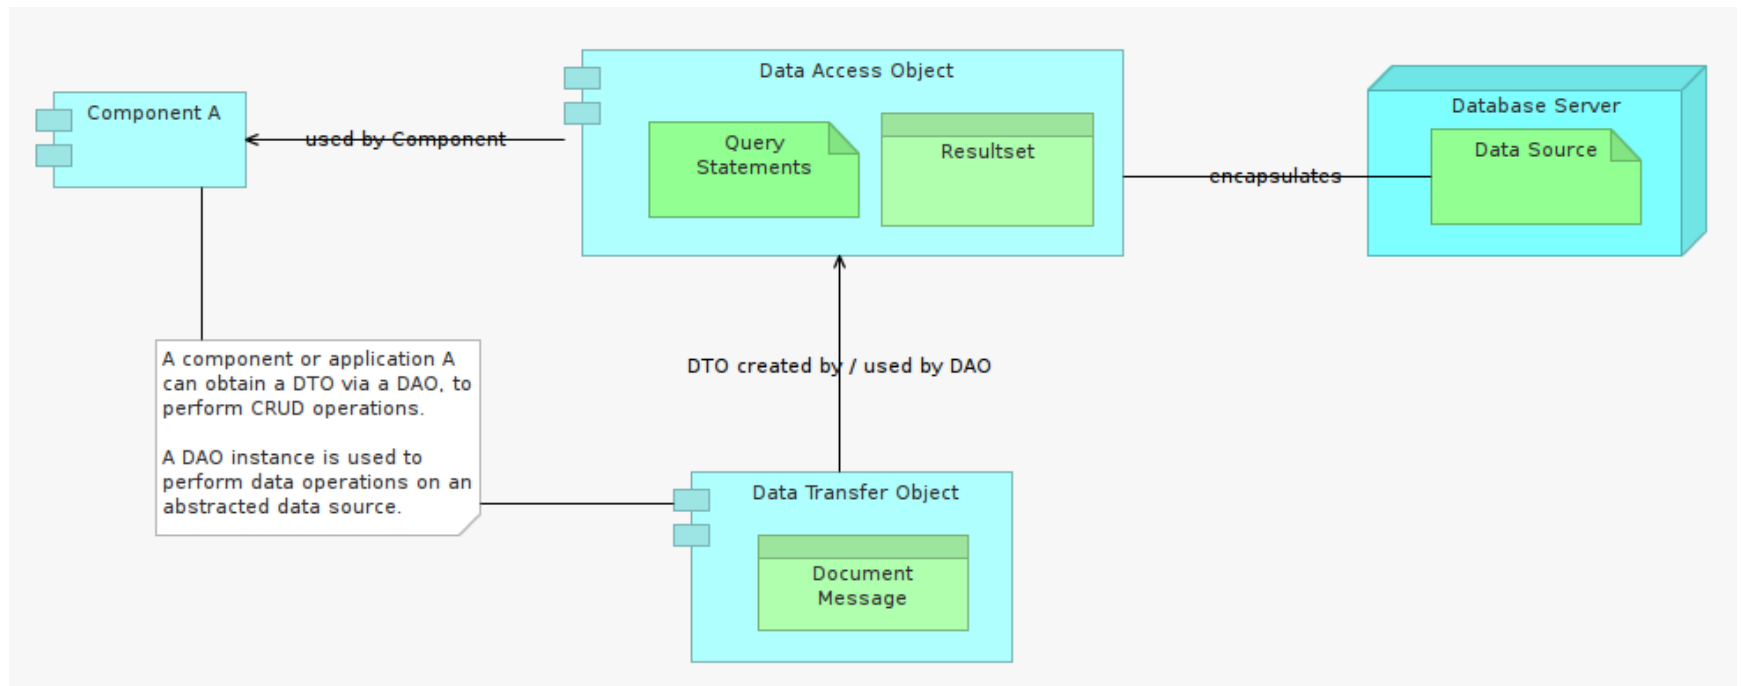 Data Access Object
Component A
Query
Statements
Resultset
Database Server
Data Source
used by Component
encapsulates
A component or application A
can obtain a DTO via a DAO, to
perform CRUD operations.
A DAO instance is used to
perform data operations on an
abstracted data source.
DTO created by / used by DAO
Data Transfer Object
Document
Message